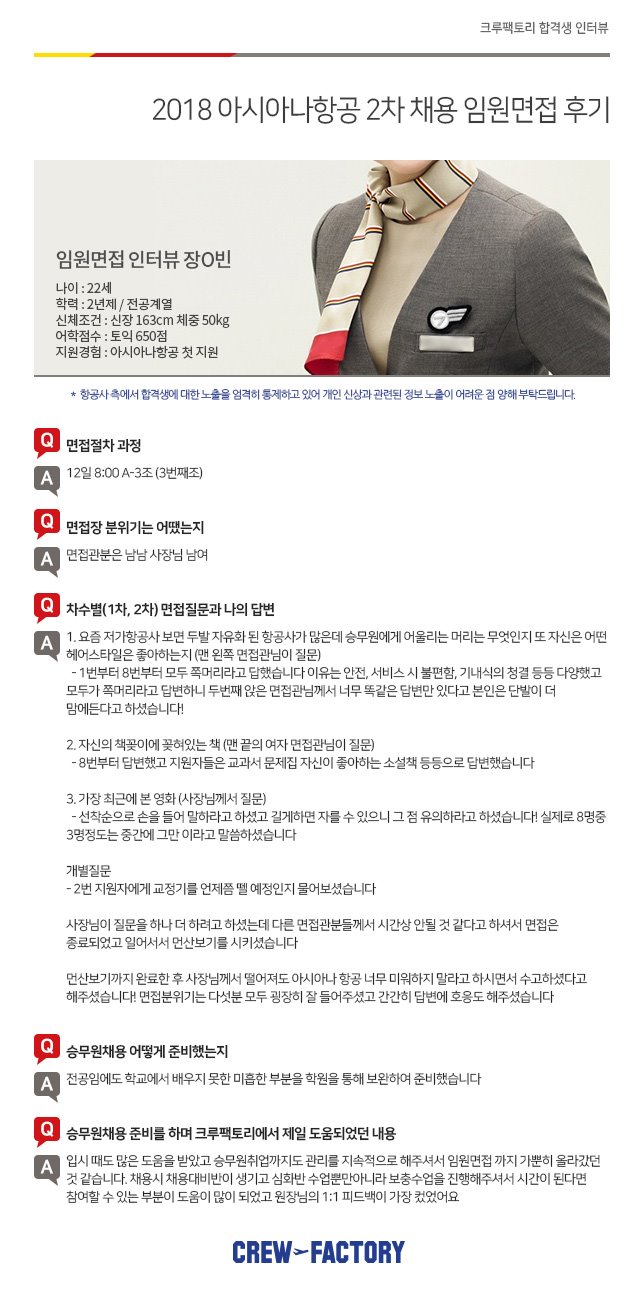 크루팩토리 합격생 인터뷰
2018 아시아나항공 2차 채용 임원면접 후기
임원면접 인터뷰 장O빈
나이 : 22세
학력 : 2년제 / 전공계열
신체조건 : 신장 163cm 체중 50kg
어학점수 : 토익 650점
지원경험 : 아시아나항공 첫 지원
* 항공사 측에서 합격생에 대한 노출을 엄격히 통제하고 있어 개인 신상과 관련된 정보 노출이 어려운 점 양해 부탁드립니다.
Q 면접절차 과정
A 12일 8:00 A-3조 (3번째조)
Q 면접장 분위기는 어땠는지
A 면접관분은 남남 사장님 남여
Q 차수별(1차, 2차) 면접질문과 나의 답변
A 1. 요즘 저가항공사 보면 두발 자유화 된 항공사가 많은데 승무원에게 어울리는 머리는 무엇인지 또 자신은 어떤
헤어스타일은 좋아하는지 (맨 왼쪽 면접관님이 질문)
- 1번부터 8번부터 모두 쪽머리라고 답했습니다 이유는 안전, 서비스 시 불편함, 기내식의 청결 등등 다양했고
모두가 쪽머리라고 답변하니 두번째 앉은 면접관님께서 너무 똑같은 답변만 있다고 본인은 단발이 더
맘에든다고 하셨습니다!
2. 자신의 책꽂이에 꽂혀있는 책 (맨 끝의 여자 면접관님이 질문)
- 8번부터 답변했고 지원자들은 교과서 문제집 자신이 좋아하는 소설책 등등으로 답변했습니다
3. 가장 최근에 본 영화 (사장님께서 질문)
- 선착순으로 손을 들어 말하라고 하셨고 길게하면 자를 수 있으니 그 점 유의하라고 하셨습니다! 실제로 8명중
3명정도는 중간에 그만 이라고 말씀하셨습니다
개별질문
- 2번 지원자에게 교정기를 언제쯤 뗄 예정인지 물어보셨습니다
사장님이 질문을 하나 더 하려고 하셨는데 다른 면접관분들께서 시간상 안될 것 같다고 하셔서 면접은
종료되었고 일어서서 먼산보기를 시키셨습니다
먼산보기까지 완료한 후 사장님께서 떨어져도 아시아나 항공 너무 미워하지 말라고 하시면서 수고하셨다고
해주셨습니다! 면접분위기는 다섯분 모두 굉장히 잘 들어주셨고 간간히 답변에 호응도 해주셨습니다
Q 승무원채용 어떻게 준비했는지
A 전공임에도 학교에서 배우지 못한 미흡한 부분을 학원을 통해 보완하여 준비했습니다
Q 승무원채용 준비를 하며 크루팩토리에서 제일 도움되었던 내용
A 입시 때도 많은 도움을 받았고 승무원취업까지도 관리를 지속적으로 해주셔서 임원면접 까지 가뿐히 올라갔던
것 같습니다. 채용시 채용대비반이 생기고 심화반 수업뿐만아니라 보충수업을 진행해주셔서 시간이 된다면
참여할 수 있는 부분이 도움이 많이 되었고 원장님의 1:1 피드백이 가장 컸었어요
CREW FACTORY